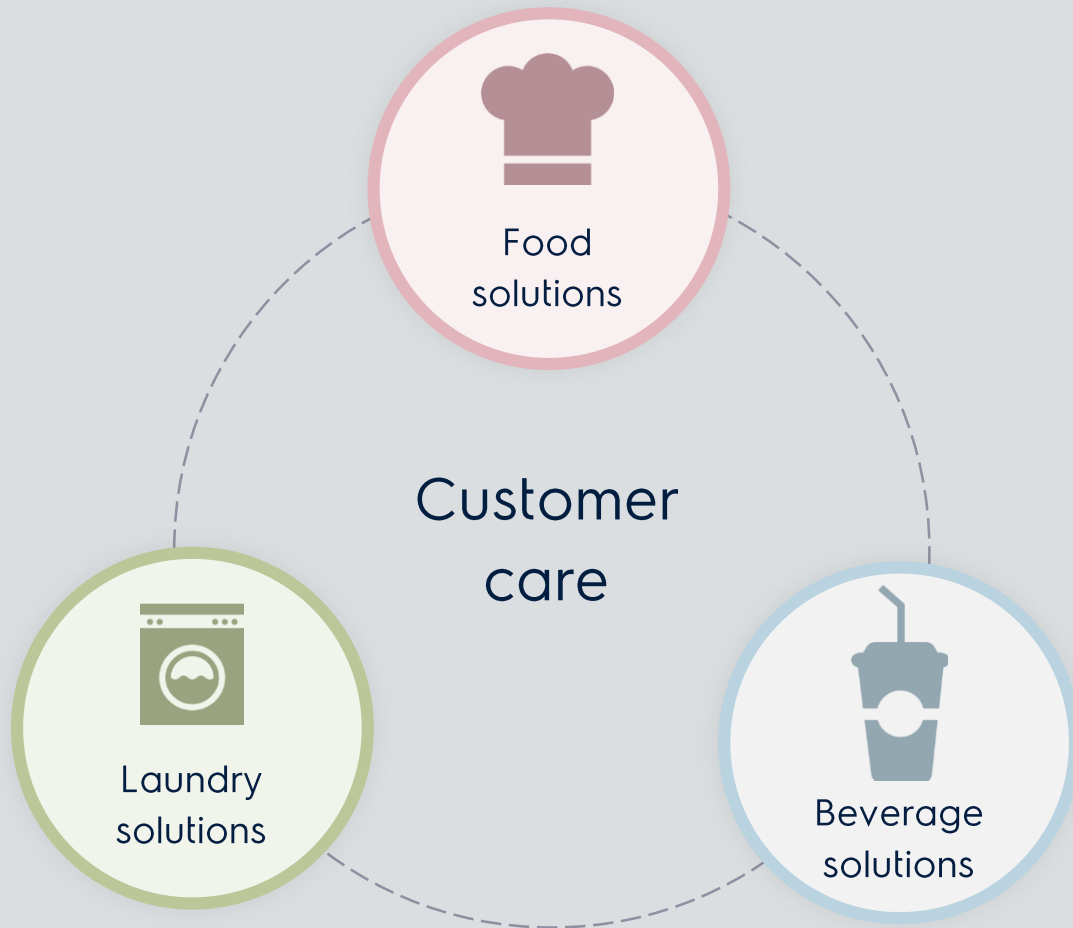 Food
solutions
Customer
care
Laundry
solutions
Beverage
solutions